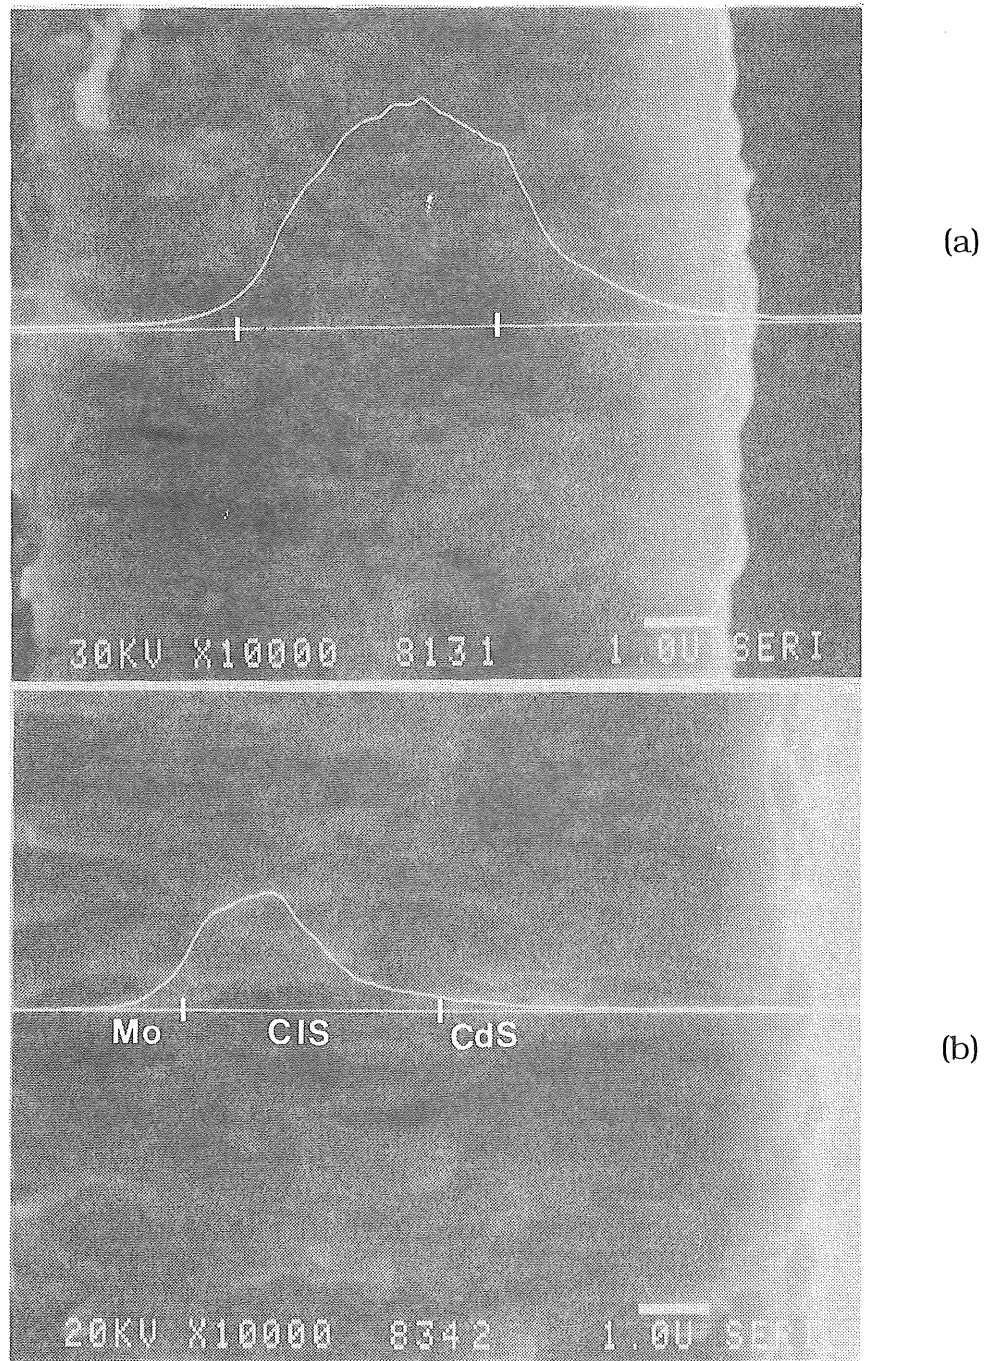 (a)
30KV X10000 8131 1.0U SERI
Mo CIS CdS
(b)
20KV X10000 8342 1.0U SERI